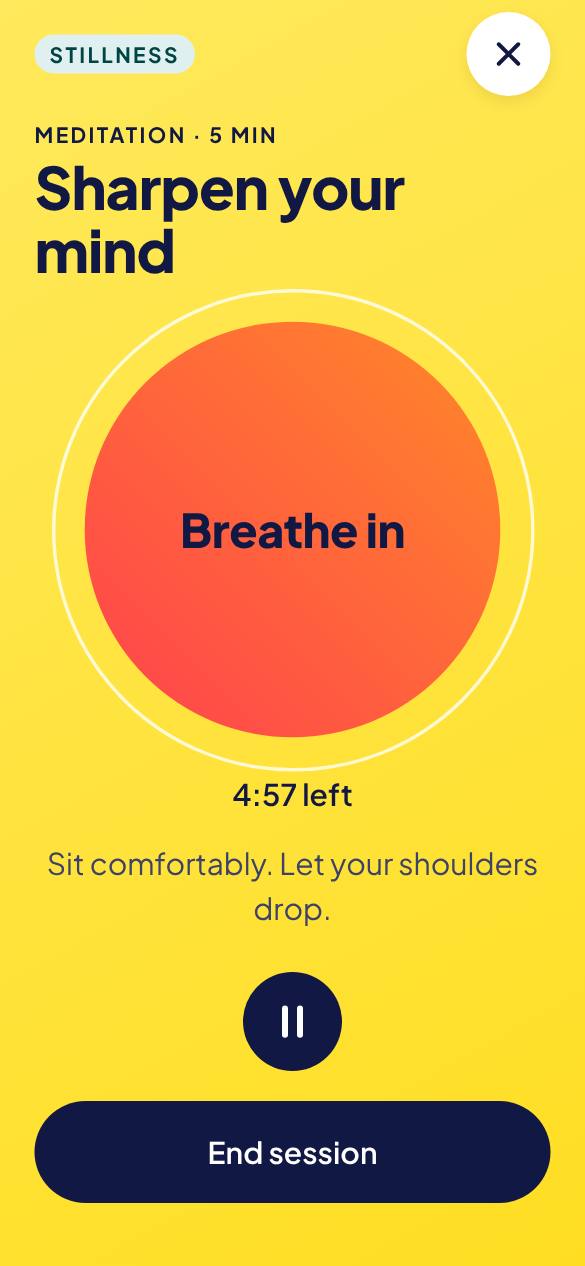 STILLNESS
MEDITATION · 5 MIN
Sharpen your
mind
Breathe in
4:57 left
Sit comfortably. Let your shoulders
drop.
End session